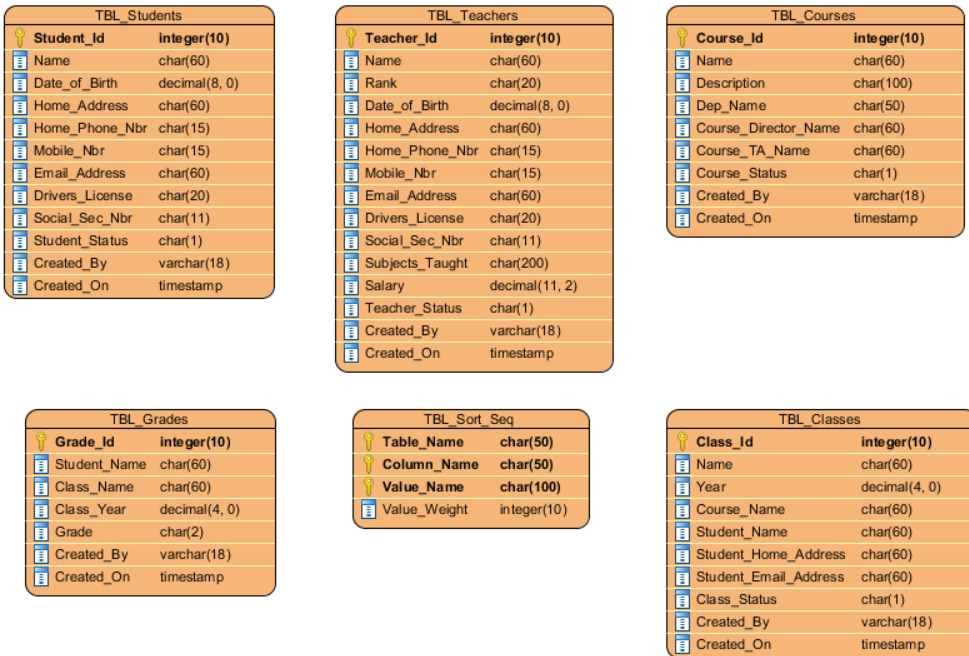 TBL_Students
Student_Id integer(10)
Name char(60)
Date_of_Birth decimal(8, 0)
Home_Address char(60)
Home_Phone_Nbr char(15)
Mobile_Nbr char(15)
Email_Address char(60)
Drivers_License char(20)
Social_Sec_Nbr char(11)
Student_Status char(1)
Created_By varchar(18)
Created_On timestamp
TBL_Teachers
Teacher_Id integer(10)
Name char(60)
Rank char(20)
Date_of_Birth decimal(8, 0)
Home_Address char(60)
Home_Phone_Nbr char(15)
Mobile_Nbr char(15)
Email_Address char(60)
Drivers_License char(20)
Social_Sec_Nbr char(11)
Subjects_Taught char(200)
Salary decimal(11, 2)
Teacher_Status char(1)
Created_By varchar(18)
Created_On timestamp
TBL_Courses
Course_Id integer(10)
Name char(60)
Description char(100)
Dep_Name char(50)
Course_Director_Name char(60)
Course_TA_Name char(60)
Course_Status char(1)
Created_By varchar(18)
Created_On timestamp
TBL_Grades
Grade_Id integer(10)
Student_Name char(60)
Class_Name char(60)
Class_Year decimal(4, 0)
Grade char(2)
Created_By varchar(18)
Created_On timestamp
TBL_Sort_Seq
Table_Name char(50)
Column_Name char(50)
Value_Name char(100)
Value_Weight integer(10)
TBL_Classes
Class_Id integer(10)
Name char(60)
Year decimal(4, 0)
Course_Name char(60)
Student_Name char(60)
Student_Home_Address char(60)
Student_Email_Address char(60)
Class_Status char(1)
Created_By varchar(18)
Created_On timestamp